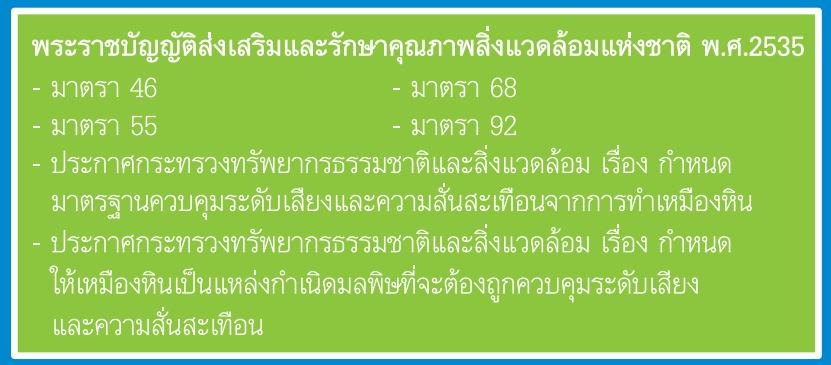 พระราชบัญญัติส่งเสริมและรักษาคุณภาพสิ่งแวดล้อมแห่งชาติ พ.ศ.2535
- มาตรา 46 - มาตรา 68
- มาตรา 55 - มาตรา 92
- ประกาศกระทรวงทรัพยากรธรรมชาติและสิ่งแวดล้อม เรื่อง กำหนด
มาตรฐานควบคุมระดับเสียงและความสั่นสะเทือนจากการทำเหมืองหิน
- ประกาศกระทรวงทรัพยากรธรรมชาติและสิ่งแวดล้อม เรื่อง กำหนด
ให้เหมืองหินเป็นแหล่งกำเนิดมลพิษที่จะต้องถูกควบคุมระดับเสียง
และความสั่นสะเทือน